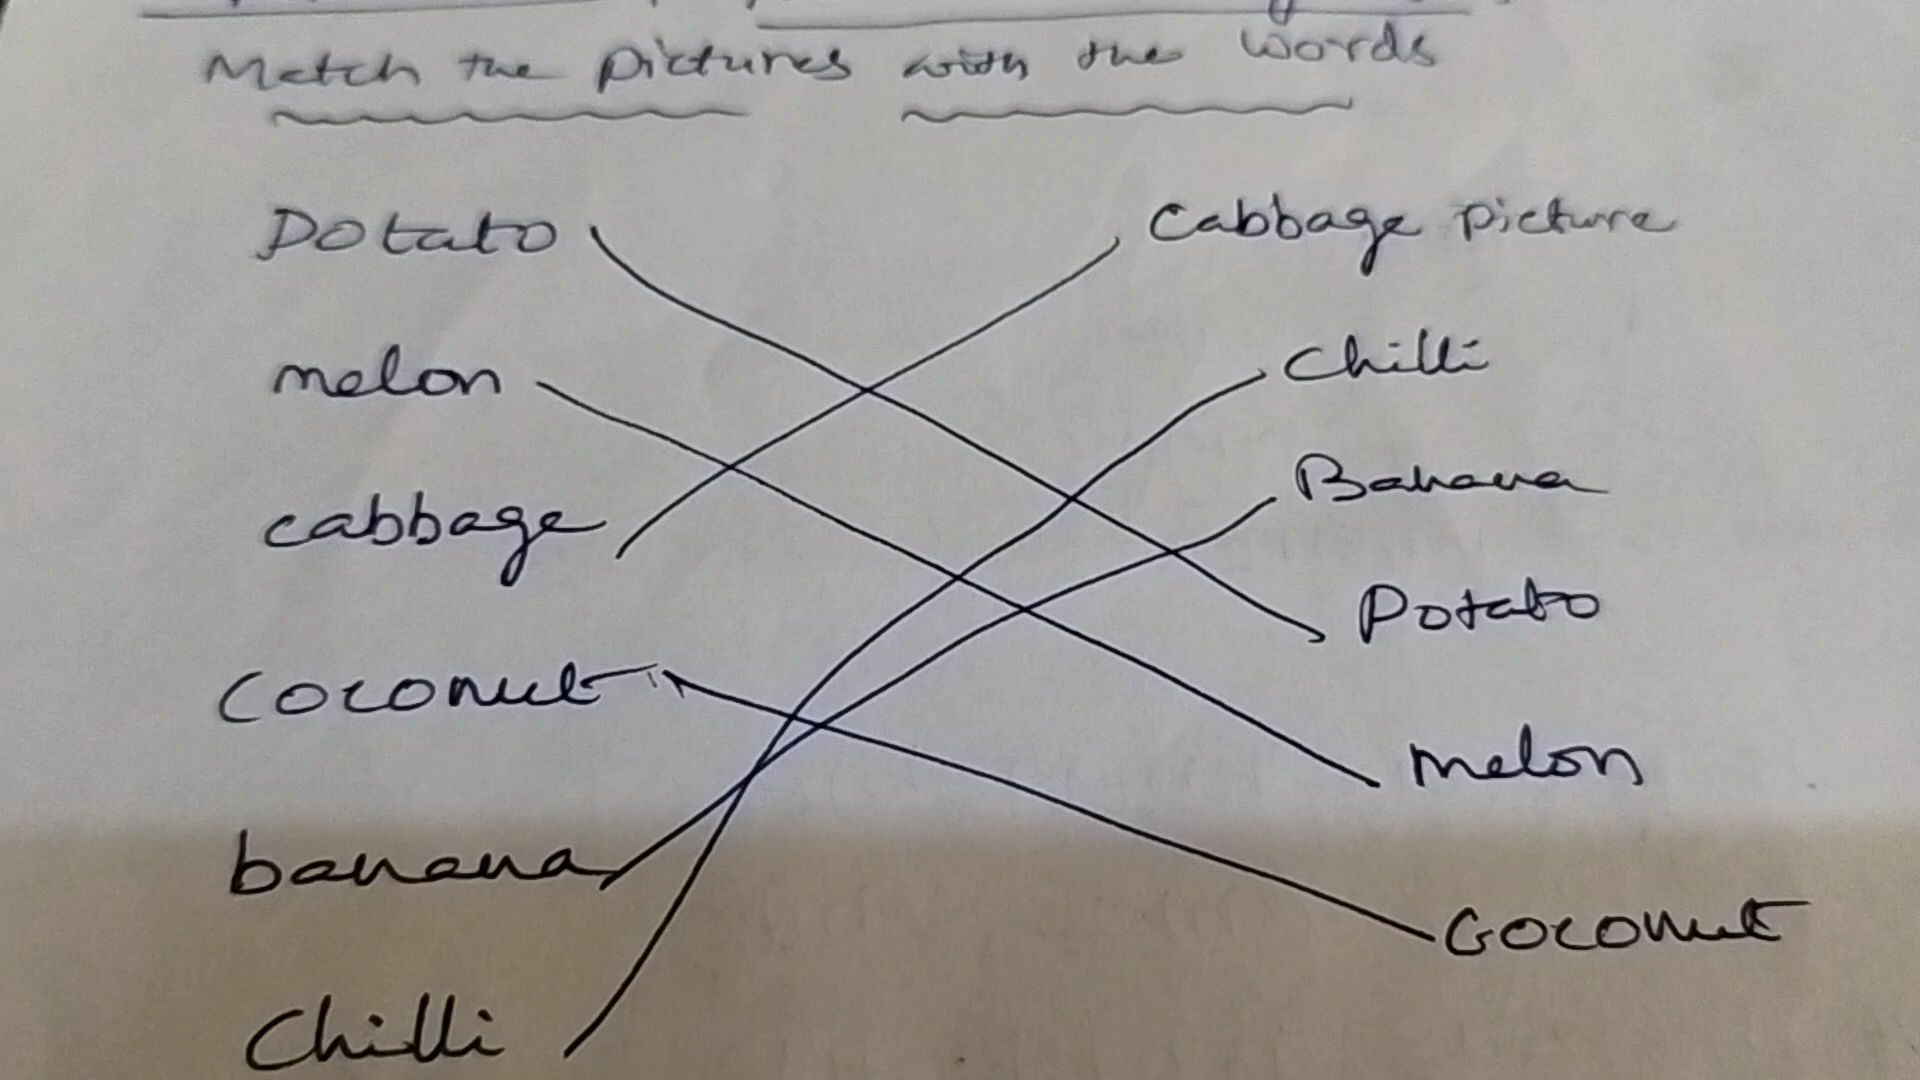 Match the pictures with the words
Potato
Cabbage picture
melon
Chilli
cabbage
Banana
Potato
Coconut
melon
banana
Coconut
Chilli